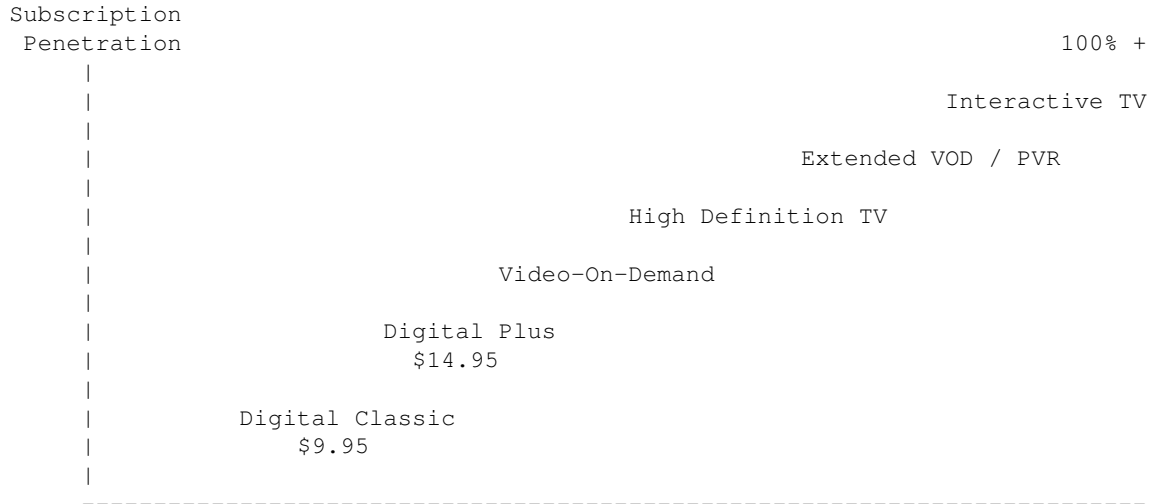 Subscription
Penetration 100% +
Interactive TV
Extended VOD / PVR
High Definition TV
Video-On-Demand
Digital Plus
$14.95
Digital Classic
$9.95